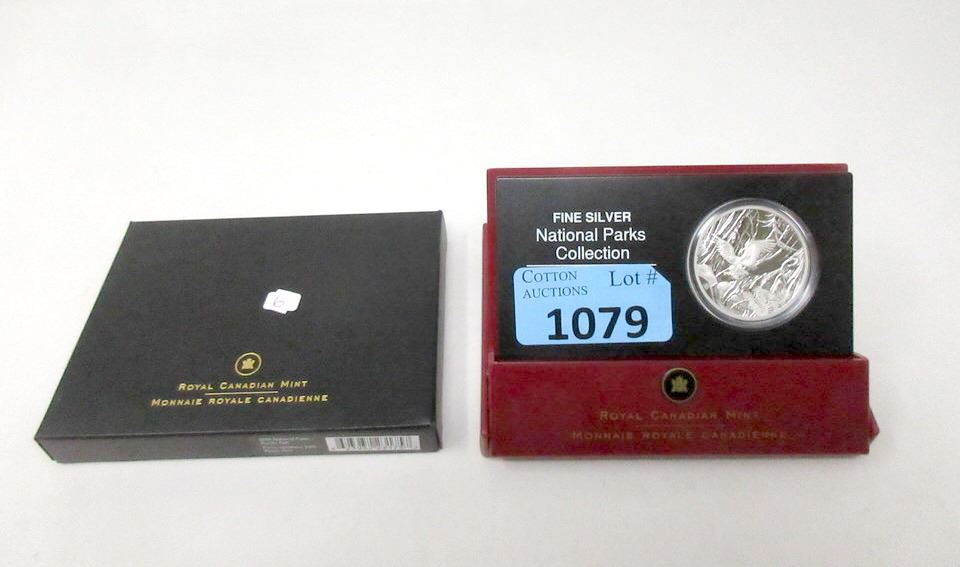 6
ROYAL CANADIAN MINT
MONNAIE ROYALE CANADIENNE
FINE SILVER
National Parks
Collection
COTTON
AUCTIONS
Lot #
1079
ROYAL CANADIAN MINT
MONNAIE ROYALE CANADIENNE